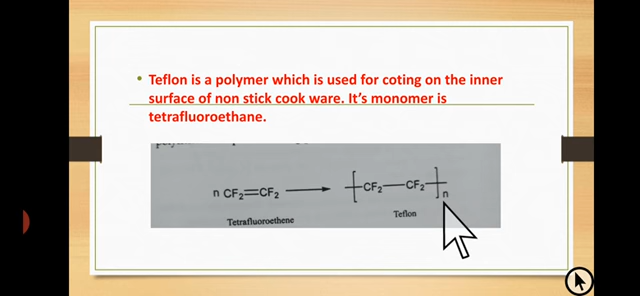 • Teflon is a polymer which is used for coting on the inner
surface of non stick cook ware. It's monomer is
tetrafluoroethane.
n CF₂=CF₂ ⟶ [CF₂—CF₂]n
Tetrafluoroethene Teflon